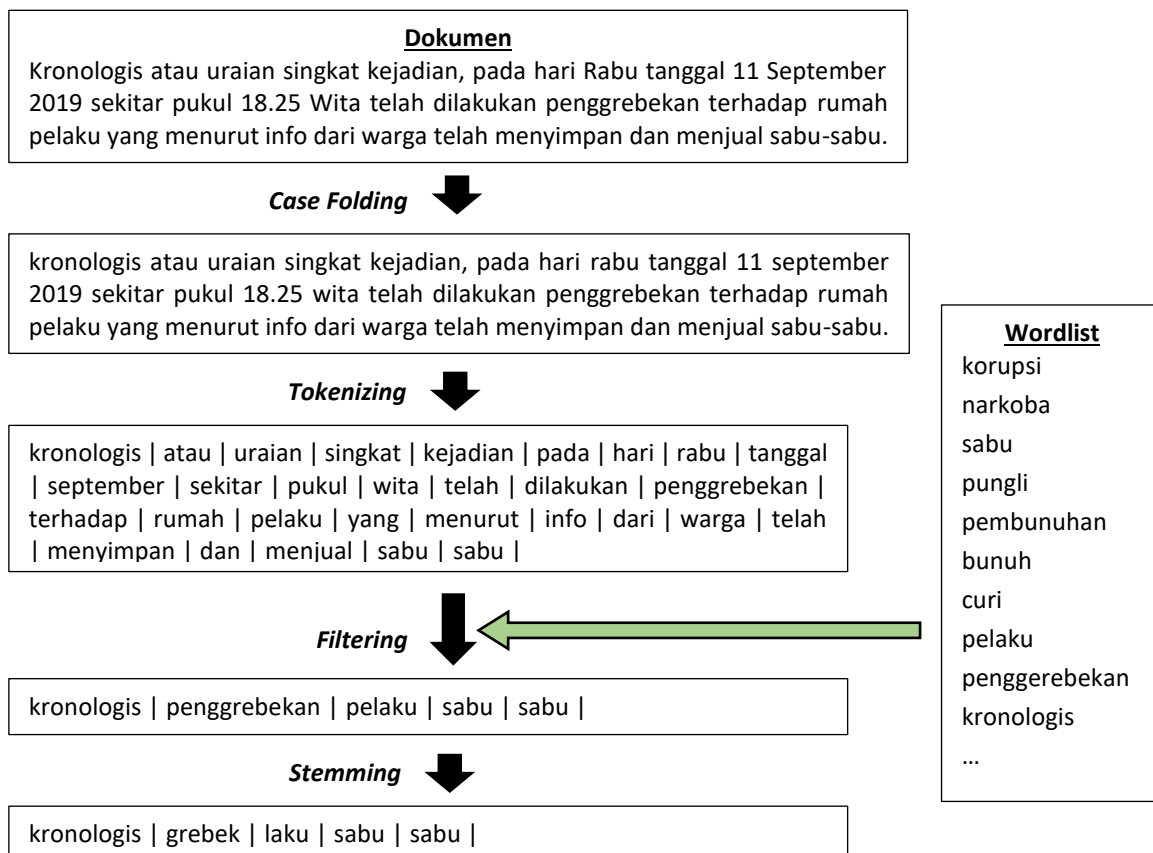 Dokumen
Kronologis atau uraian singkat kejadian, pada hari Rabu tanggal 11 September
2019 sekitar pukul 18.25 Wita telah dilakukan penggrebekan terhadap rumah
pelaku yang menurut info dari warga telah menyimpan dan menjual sabu-sabu.
Case Folding
kronologis atau uraian singkat kejadian, pada hari rabu tanggal 11 september
2019 sekitar pukul 18.25 wita telah dilakukan penggrebekan terhadap rumah
pelaku yang menurut info dari warga telah menyimpan dan menjual sabu-sabu.
Tokenizing
kronologis | atau | uraian | singkat | kejadian | pada | hari | rabu | tanggal
| september | sekitar | pukul | wita | telah | dilakukan | penggrebekan |
terhadap | rumah | pelaku | yang | menurut | info | dari | warga | telah
| menyimpan | dan | menjual | sabu | sabu |
Filtering
kronologis | penggrebekan | pelaku | sabu | sabu |
Stemming
kronologis | grebek | laku | sabu | sabu |
Wordlist
korupsi
narkoba
sabu
pungli
pembunuhan
bunuh
curi
pelaku
penggerebekan
kronologis
...